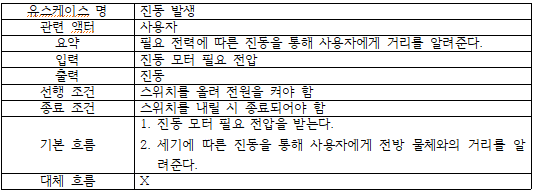 유스케이스 명 진동 발생
관련 액터 사용자
요약 필요 전력에 따른 진동을 통해 사용자에게 거리를 알려준다.
입력 진동 모터 필요 전압
출력 진동
선행 조건 스위치를 올려 전원을 켜야 함
종료 조건 스위치를 내릴 시 종료되어야 함
기본 흐름 1. 진동 모터 필요 전압을 받는다.
2. 세기에 따른 진동을 통해 사용자에게 전방 물체와의 거리를 알
려준다.
대체 흐름 X